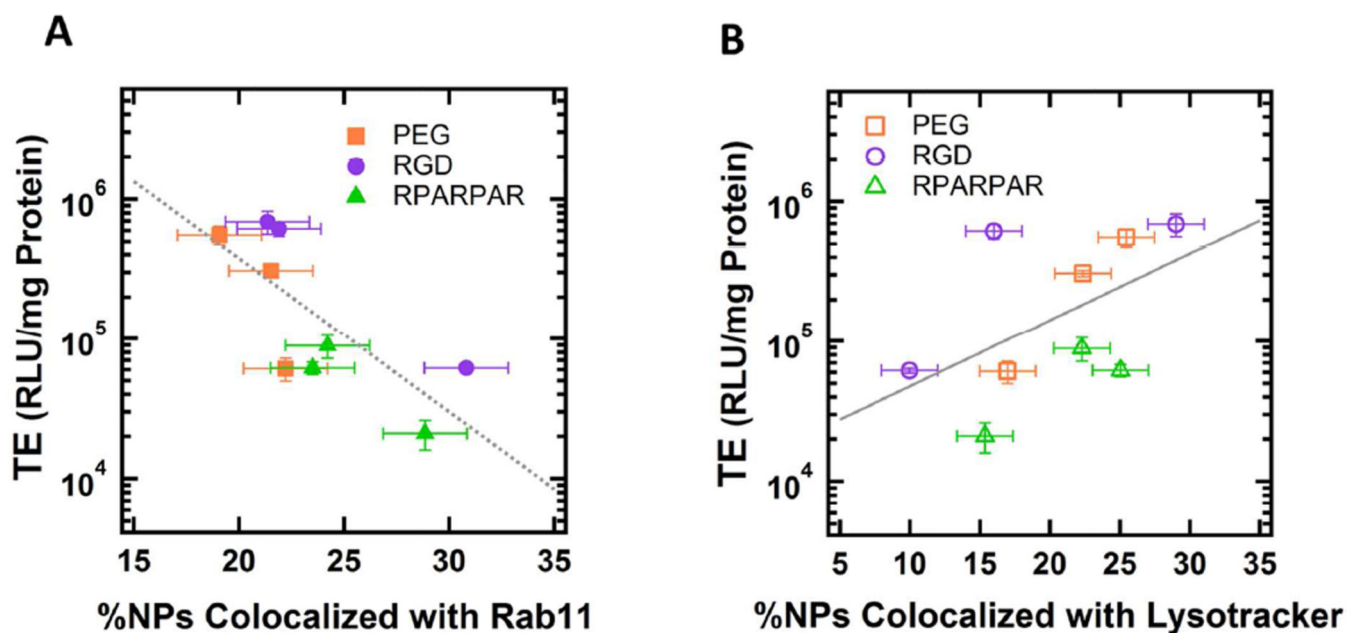 A
TE (RLU/mg Protein)
10^6
10^5
10^4
PEG
RGD
RPARPAR
15 20 25 30 35
%NPs Colocalized with Rab11
B
TE (RLU/mg Protein)
10^6
10^5
10^4
PEG
RGD
RPARPAR
5 10 15 20 25 30 35
%NPs Colocalized with Lysotracker